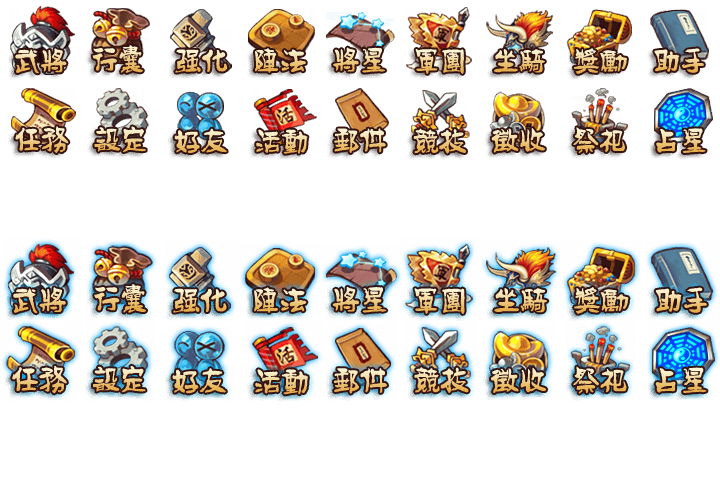 武將 行囊 强化 陣法 將星 軍團 坐騎 獎勵 助手
任務 設定 好友 活動 郵件 競技 徵收 祭祀 占星
武將 行囊 强化 陣法 將星 軍團 坐騎 獎勵 助手
任務 設定 好友 活動 郵件 競技 徵收 祭祀 占星